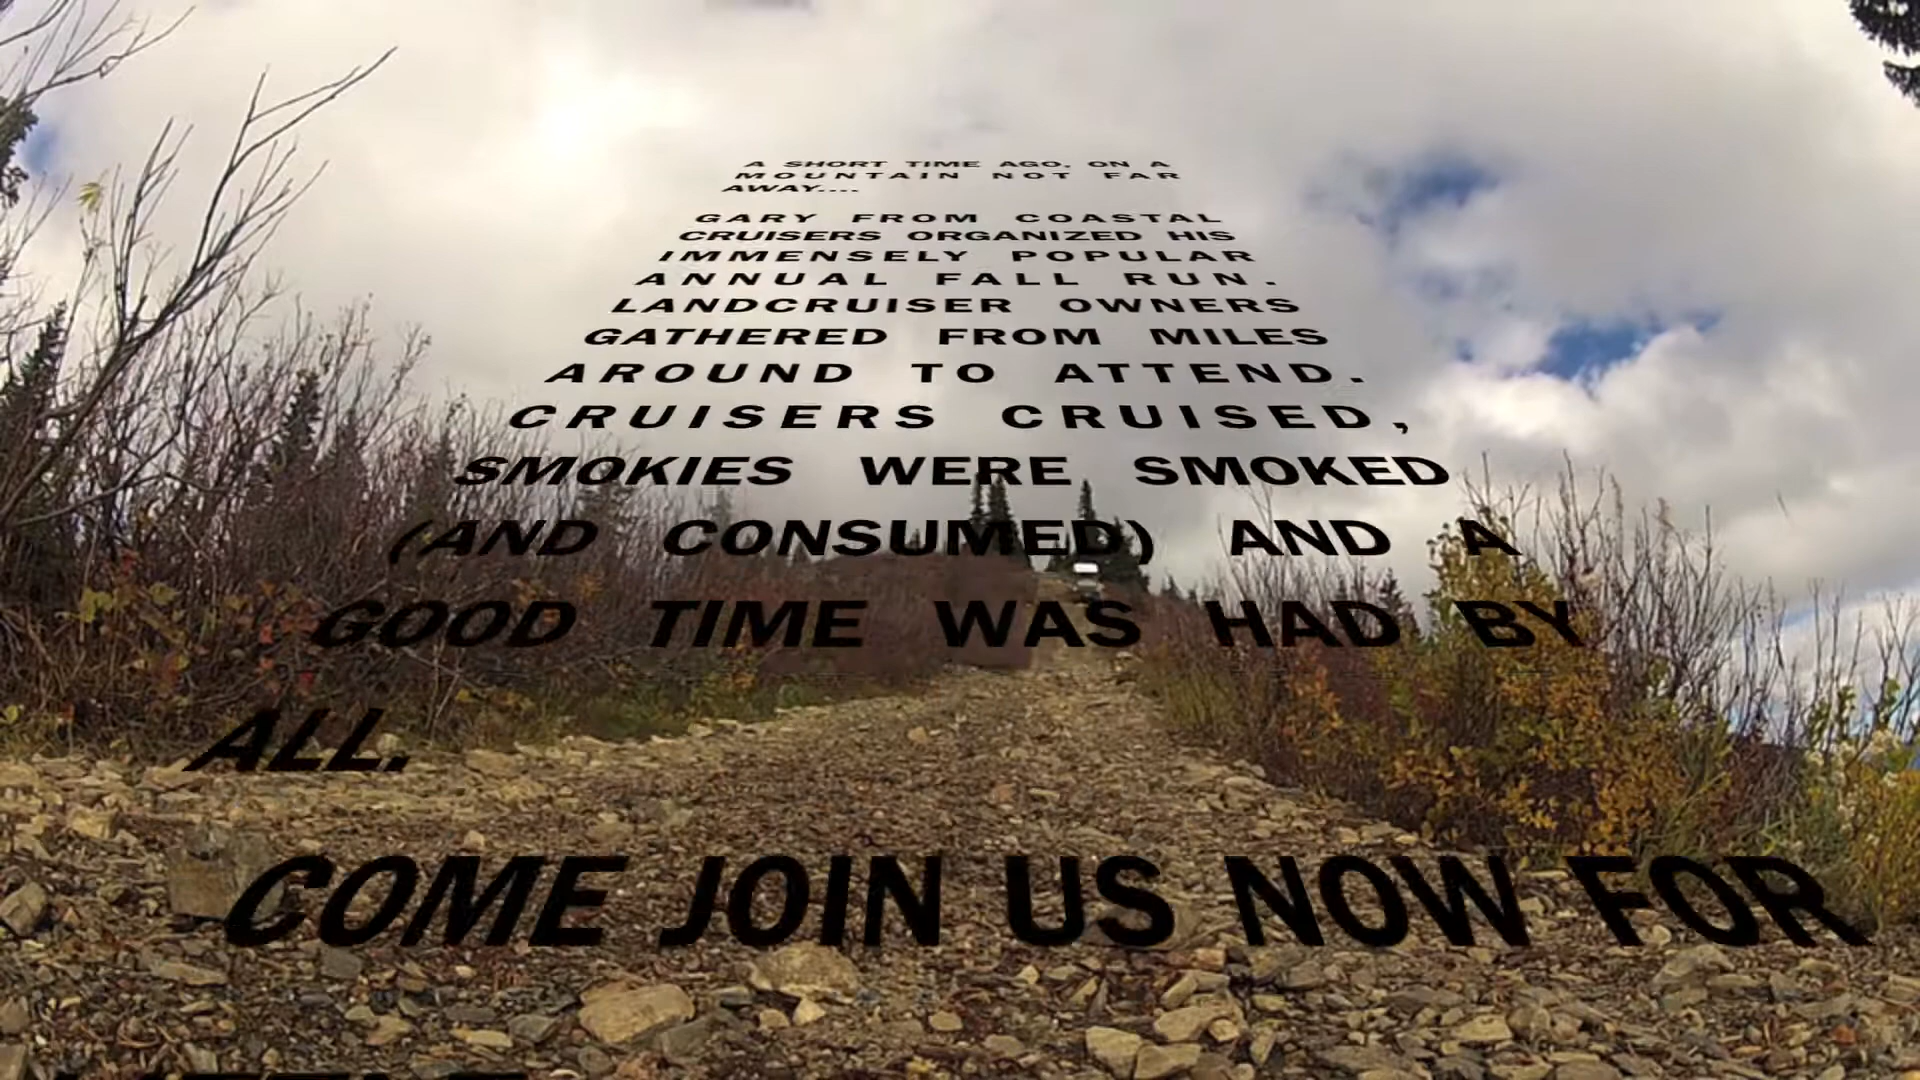 A SHORT TIME AGO, ON A
MOUNTAIN NOT FAR
AWAY....
GARY FROM COASTAL
CRUISERS ORGANIZED HIS
IMMENSELY POPULAR
ANNUAL FALL RUN.
LANDCRUISER OWNERS
GATHERED FROM MILES
AROUND TO ATTEND.
CRUISERS CRUISED,
SMOKIES WERE SMOKED
(AND CONSUMED) AND A
GOOD TIME WAS HAD BY
ALL.
COME JOIN US NOW FOR